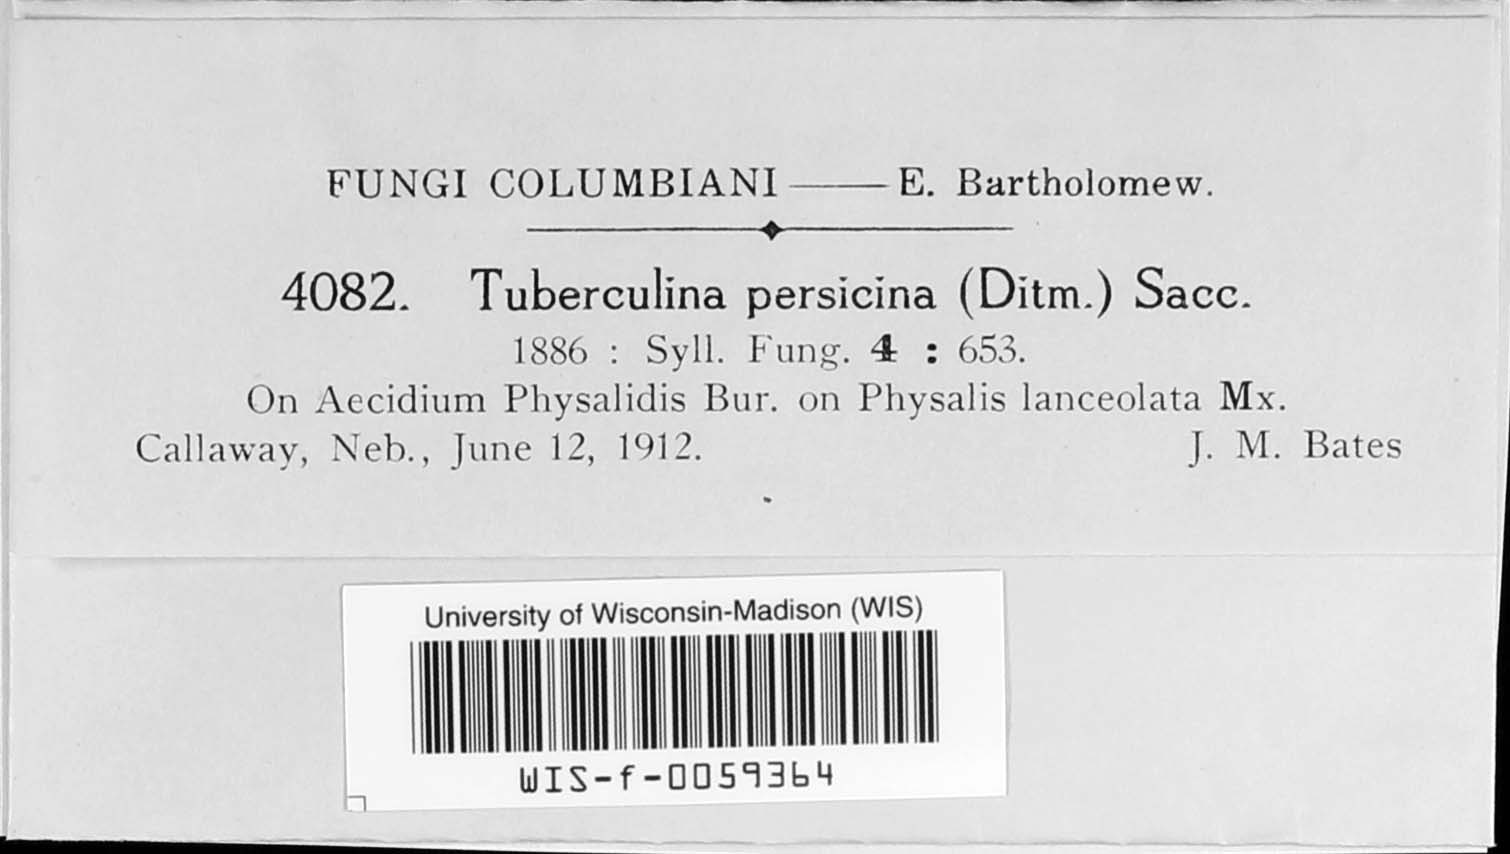 FUNGI COLUMBIANI —— E. Bartholomew.
4082. Tuberculina persicina (Ditm.) Sacc.
1886 : Syll. Fung. 4 : 653.
On Aecidium Physalidis Bur. on Physalis lanceolata Mx.
Callaway, Neb., June 12, 1912. J. M. Bates
University of Wisconsin-Madison (WIS)
WIS-f-0059364